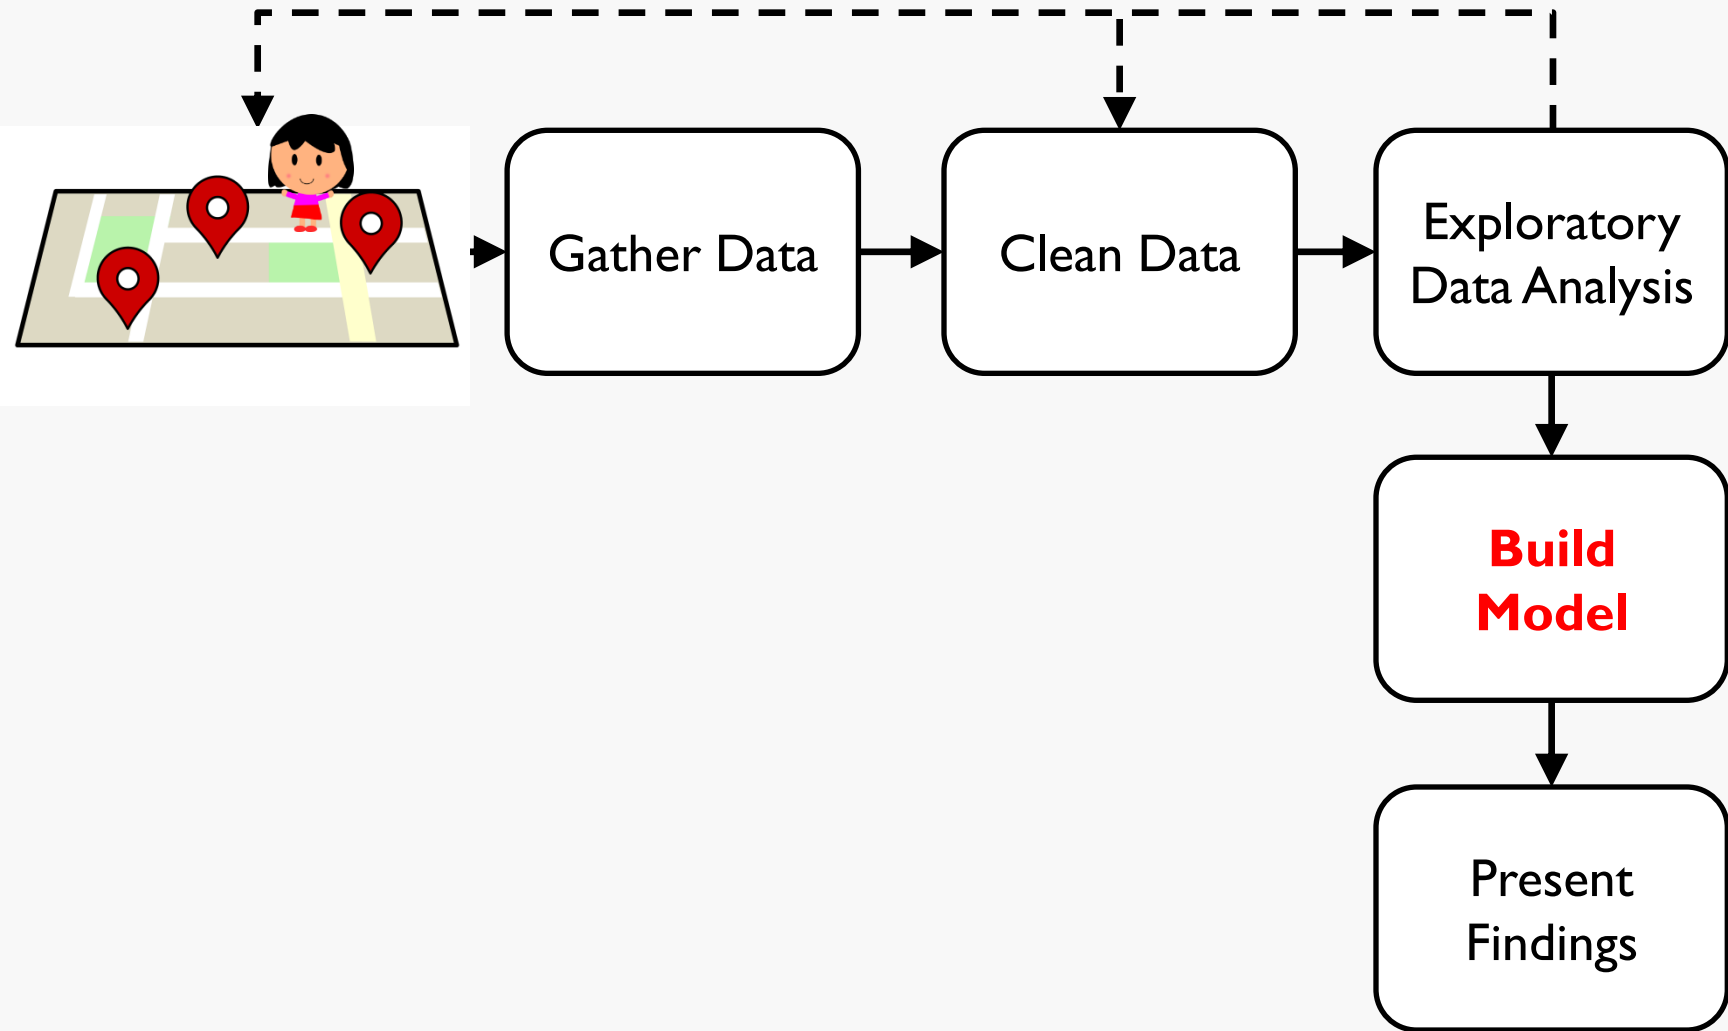 Gather Data
Clean Data
Exploratory
Data Analysis
Build
Model
Present
Findings